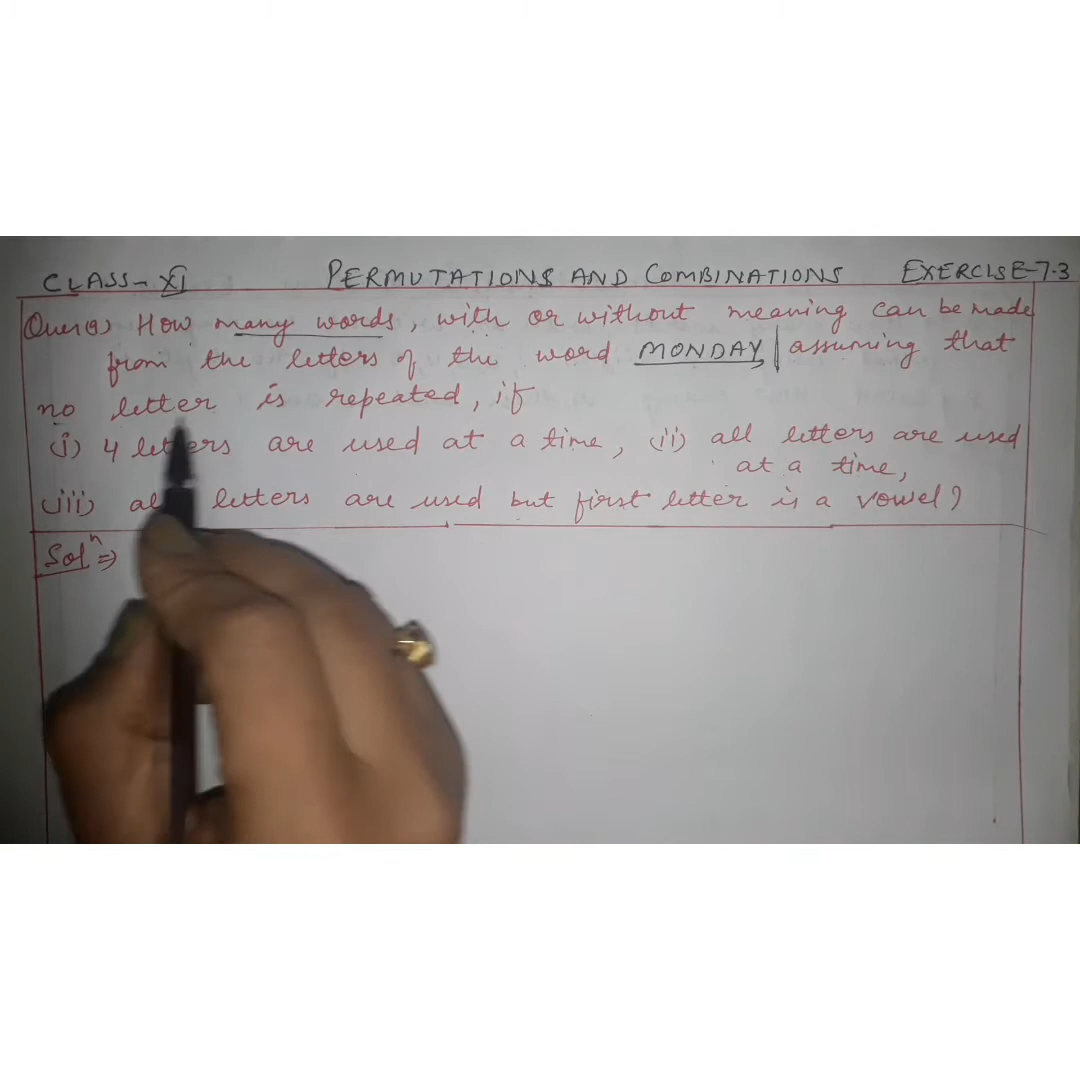 CLASS-XI PERMUTATIONS AND COMBINATIONS EXERCISE-7.3
Ques(9) How many words, with or without meaning can be made
from the letters of the word MONDAY, assuming that
no letter is repeated, if
(i) 4 letters are used at a time, (ii) all letters are used
at a time,
(iii) all letters are used but first letter is a vowel?
Solⁿ ⇒